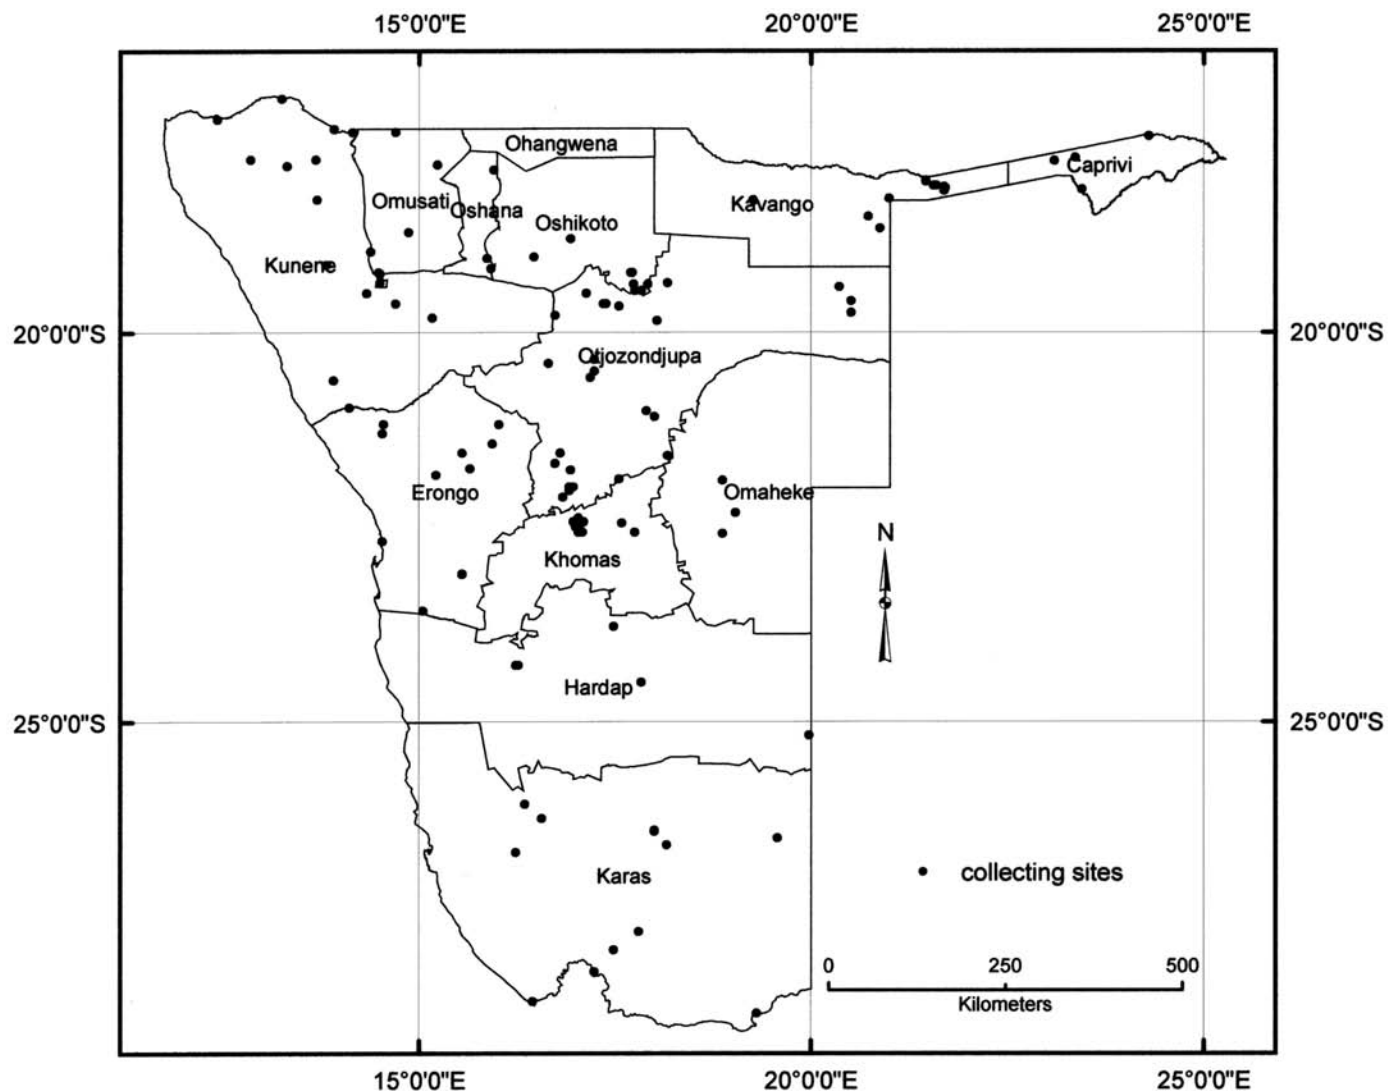 15°0'0"E 20°0'0"E 25°0'0"E
Ohangwena
Caprivi
Omusati
Oshana
Kavango
Oshikoto
Kunene
20°0'0"S 20°0'0"S
Otjozondjupa
Erongo
Omaheke
N
Khomas
Hardap
25°0'0"S 25°0'0"S
Karas
collecting sites
0 250 500
Kilometers
15°0'0"E 20°0'0"E 25°0'0"E